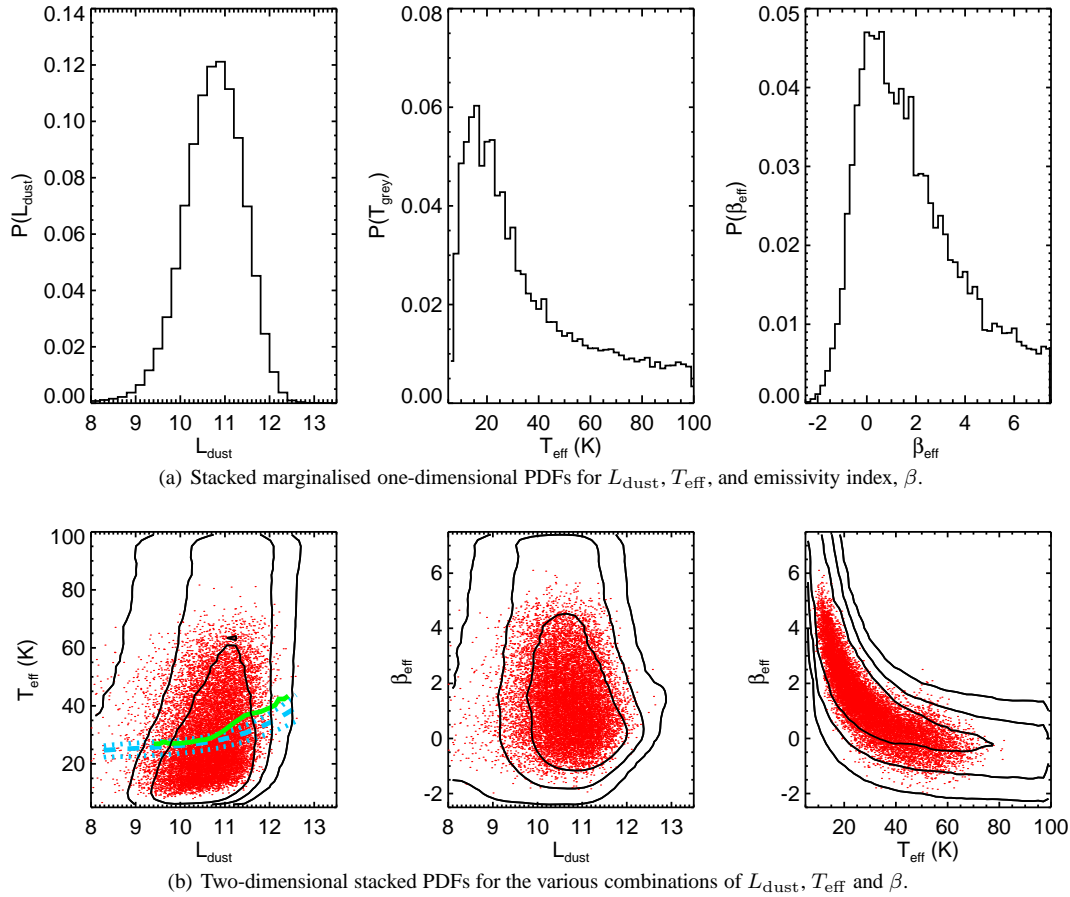 0.14
0.12
0.10
0.08
0.06
0.04
0.02
0.00
P(L_dust)
8 9 10 11 12 13
L_dust
0.08
0.06
0.04
0.02
0.00
P(T_grey)
20 40 60 80 100
T_eff (K)
0.05
0.04
0.03
0.02
0.01
0.00
P(β_eff)
-2 0 2 4 6
β_eff
(a) Stacked marginalised one-dimensional PDFs for L_dust, T_eff, and emissivity index, β.
100
80
60
40
20
T_eff (K)
8 9 10 11 12 13
L_dust
6
4
2
0
-2
β_eff
8 9 10 11 12 13
L_dust
6
4
2
0
-2
β_eff
20 40 60 80 100
T_eff (K)
(b) Two-dimensional stacked PDFs for the various combinations of L_dust, T_eff and β.